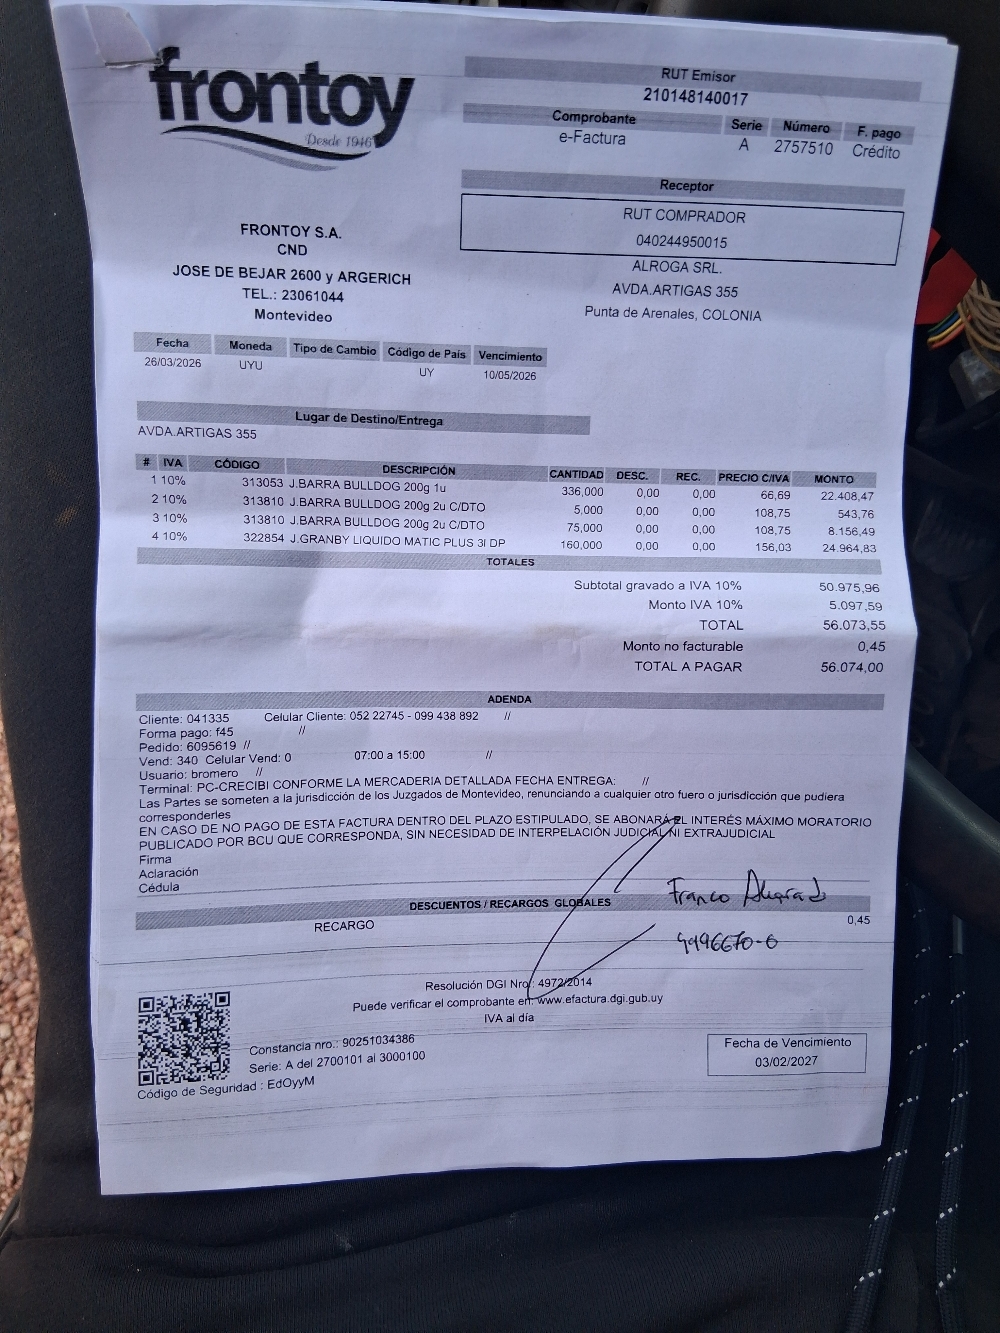 frontoy
Desde 1946
RUT Emisor
210148140017
Comprobante Serie Número F. pago
e-Factura A 2757510 Crédito
Receptor
RUT COMPRADOR
040244950015
ALROGA SRL.
AVDA.ARTIGAS 355
Punta de Arenales, COLONIA
FRONTOY S.A.
CND
JOSE DE BEJAR 2600 y ARGERICH
TEL.: 23061044
Montevideo
Fecha Moneda Tipo de Cambio Código de País Vencimiento
26/03/2026 UYU UY 10/05/2026
Lugar de Destino/Entrega
AVDA.ARTIGAS 355
# IVA CÓDIGO DESCRIPCIÓN CANTIDAD DESC. REC. PRECIO C/IVA MONTO
1 10% 313053 J.BARRA BULLDOG 200g 1u 336,000 0,00 0,00 66,69 22.408,47
2 10% 313810 J.BARRA BULLDOG 200g 2u C/DTO 5,000 0,00 0,00 108,75 543,76
3 10% 313810 J.BARRA BULLDOG 200g 2u C/DTO 75,000 0,00 0,00 108,75 8.156,49
4 10% 322854 J.GRANBY LIQUIDO MATIC PLUS 3l DP 160,000 0,00 0,00 156,03 24.964,83
TOTALES
Subtotal gravado a IVA 10% 50.975,96
Monto IVA 10% 5.097,59
TOTAL 56.073,55
Monto no facturable 0,45
TOTAL A PAGAR 56.074,00
ADENDA
Cliente: 041335 Celular Cliente: 052 22745 - 099 438 892 //
Forma pago: f45 //
Pedido: 6095619 //
Vend: 340 Celular Vend: 0 07:00 a 15:00 //
Usuario: bromero //
Terminal: PC-CRECIBI CONFORME LA MERCADERIA DETALLADA FECHA ENTREGA: //
Las Partes se someten a la jurisdicción de los Juzgados de Montevideo, renunciando a cualquier otro fuero o jurisdicción que pudiera
corresponderles
EN CASO DE NO PAGO DE ESTA FACTURA DENTRO DEL PLAZO ESTIPULADO, SE ABONARÁ EL INTERÉS MÁXIMO MORATORIO
PUBLICADO POR BCU QUE CORRESPONDA, SIN NECESIDAD DE INTERPELACIÓN JUDICIAL NI EXTRAJUDICIAL
Firma
Aclaración
Cédula
Franco
DESCUENTOS / RECARGOS GLOBALES
RECARGO 0,45
4996670-6
Resolución DGI Nro.: 4972/2014
Puede verificar el comprobante en: www.efactura.dgi.gub.uy
IVA al día
Constancia nro.: 90251034386
Serie: A del 2700101 al 3000100
Código de Seguridad : EdOyyM
Fecha de Vencimiento
03/02/2027